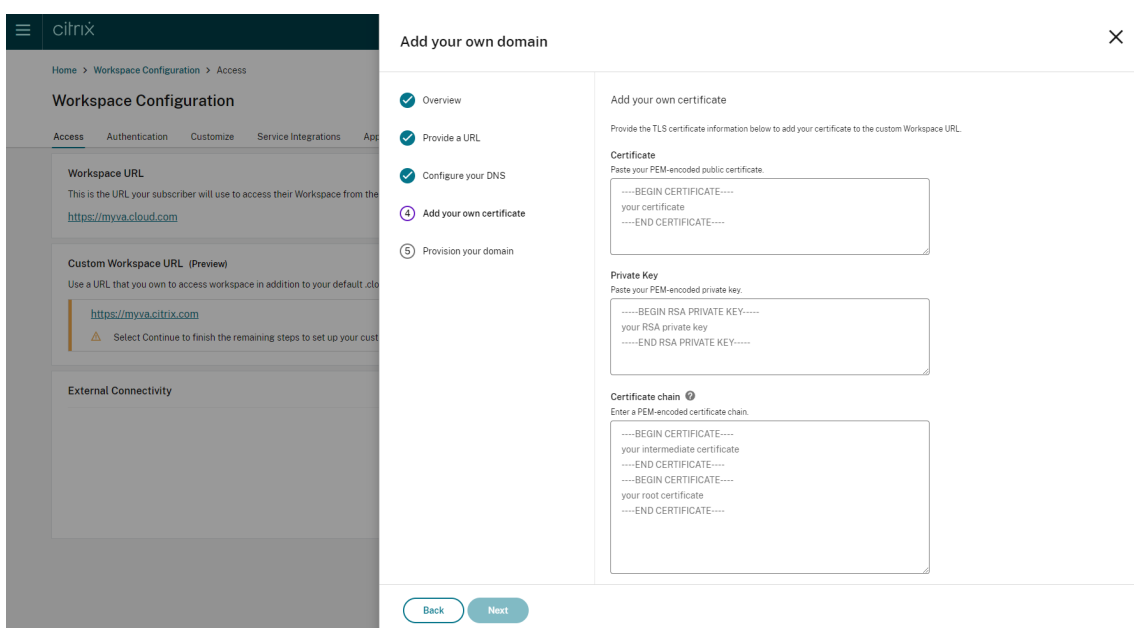 citrix
Home > Workspace Configuration > Access
Workspace Configuration
Access Authentication Customize Service Integrations App
Workspace URL
This is the URL your subscriber will use to access their Workspace from the
https://myva.cloud.com
Custom Workspace URL (Preview)
Use a URL that you own to access workspace in addition to your default .clo
https://myva.citrix.com
Select Continue to finish the remaining steps to set up your cust
External Connectivity
Add your own domain
Overview
Provide a URL
Configure your DNS
4 Add your own certificate
5 Provision your domain
Add your own certificate
Provide the TLS certificate information below to add your certificate to the custom Workspace URL.
Certificate
Paste your PEM-encoded public certificate.
----BEGIN CERTIFICATE----
your certificate
----END CERTIFICATE----
Private Key
Paste your PEM-encoded private key.
-----BEGIN RSA PRIVATE KEY-----
your RSA private key
-----END RSA PRIVATE KEY-----
Certificate chain ?
Enter a PEM-encoded certificate chain.
----BEGIN CERTIFICATE----
your intermediate certificate
----END CERTIFICATE----
----BEGIN CERTIFICATE----
your root certificate
----END CERTIFICATE----
Back Next